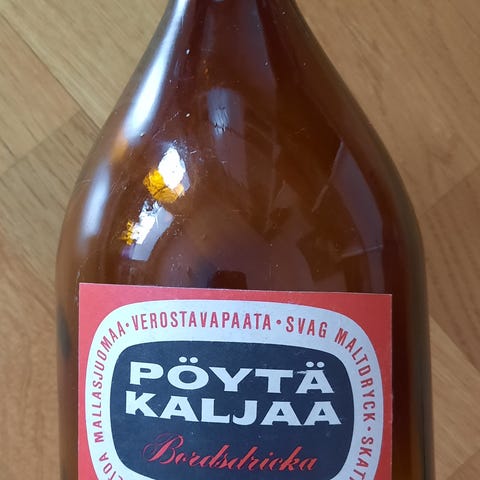 MALLASJUOMAA · VEROSTAVAPAATA · SVAG MALTDRYCK ·
PÖYTÄ
KALJAA
Bordsdricka